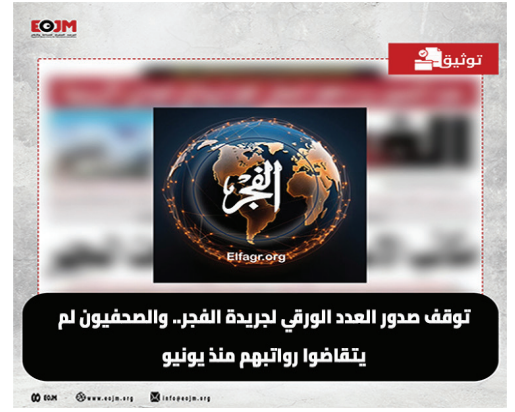 EOJM
توثيق
الفجر
Elfagr.org
توقف صدور العدد الورقي لجريدة الفجر.. والصحفيون لم
يتقاضوا رواتبهم منذ يونيو
EOJM
www.eojm.org
info@eojm.org